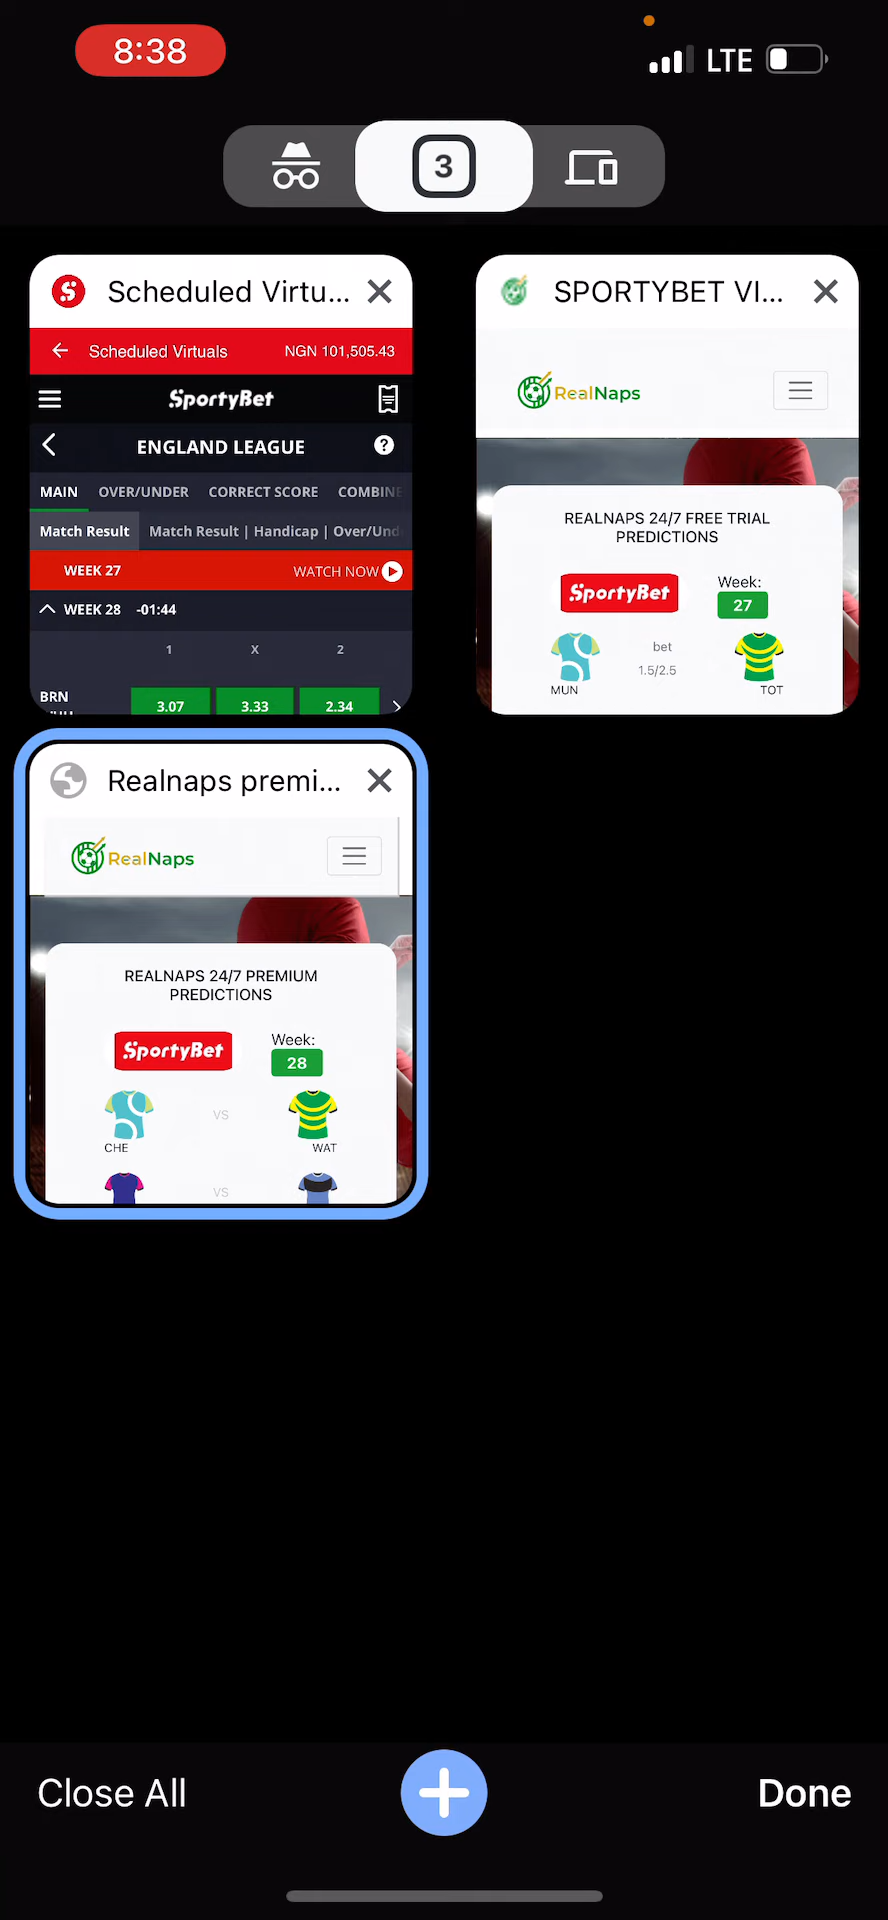 8:38
LTE
3
Scheduled Virtu...
Scheduled Virtuals NGN 101,505.43
SportyBet
ENGLAND LEAGUE ?
MAIN OVER/UNDER CORRECT SCORE COMBINE
Match Result Match Result | Handicap | Over/Und
WEEK 27 WATCH NOW
WEEK 28 -01:44
1 X 2
BRN
3.07 3.33 2.34
SPORTYBET VI...
RealNaps
REALNAPS 24/7 FREE TRIAL
PREDICTIONS
SportyBet
Week:
27
bet
1.5/2.5
MUN TOT
Realnaps premi...
RealNaps
REALNAPS 24/7 PREMIUM
PREDICTIONS
SportyBet
Week:
28
VS
CHE WAT
VS
Close All
Done